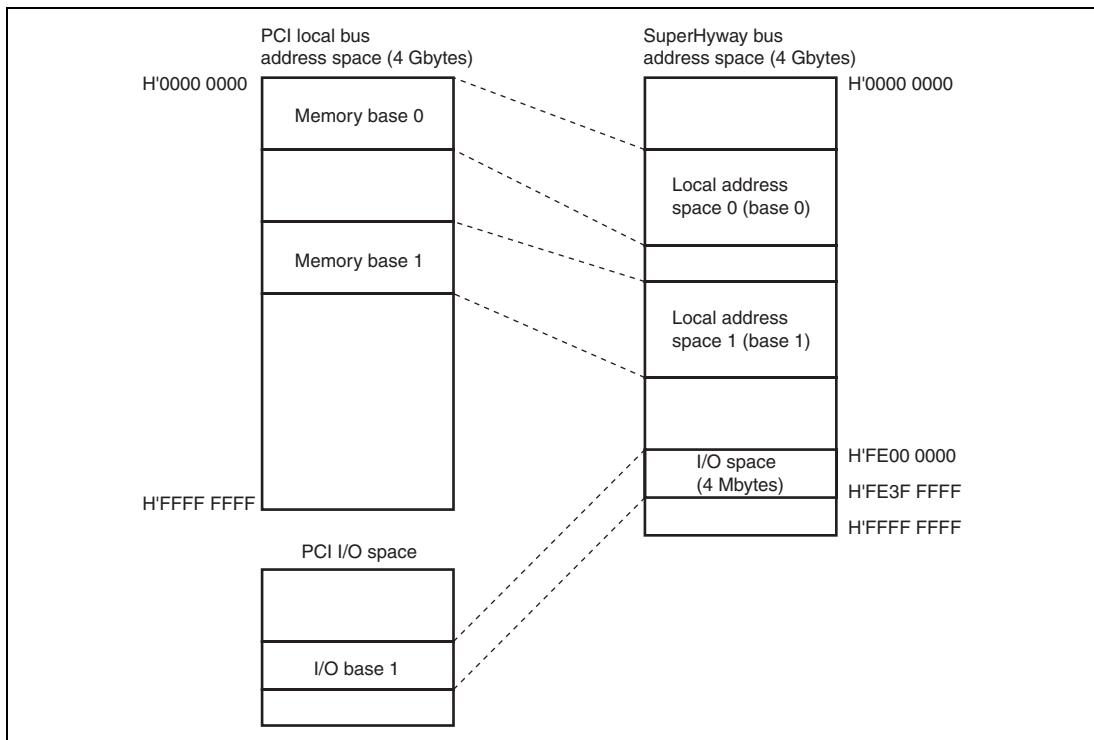 PCI local bus
address space (4 Gbytes)
H'0000 0000
Memory base 0
Memory base 1
H'FFFF FFFF
PCI I/O space
I/O base 1
SuperHyway bus
address space (4 Gbytes)
H'0000 0000
Local address
space 0 (base 0)
Local address
space 1 (base 1)
H'FE00 0000
I/O space
(4 Mbytes)
H'FE3F FFFF
H'FFFF FFFF